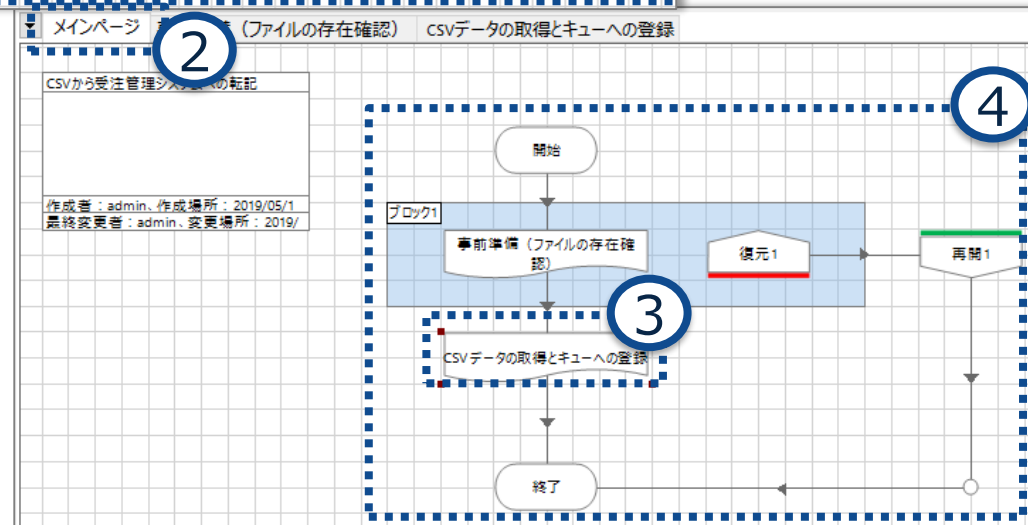 メインページ
（ファイルの存在確認）
CSVデータの取得とキューへの登録
2
CSVから受注管理システムへの転記
4
開始
作成者：admin、作成場所：2019/05/1
最終変更者：admin、変更場所：2019/
ブロック1
事前準備（ファイルの存在確
認）
復元1
再開1
3
CSVデータの取得とキューへの登録
終了